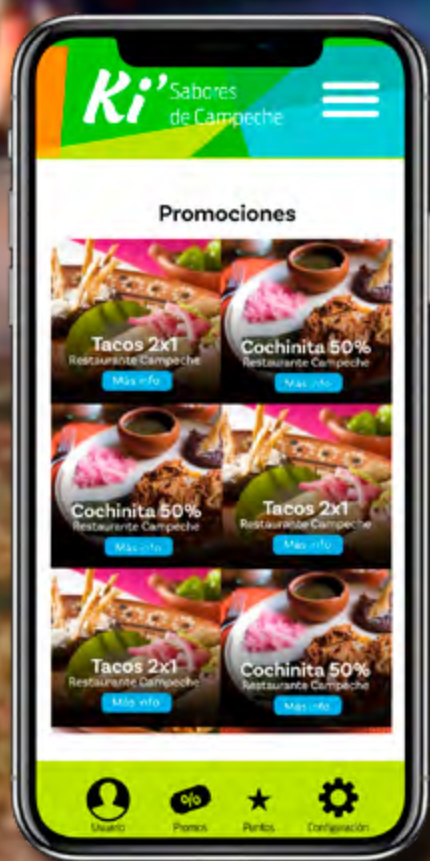 Ki' Sabores
de Campeche
Promociones
Tacos 2x1
Restaurante Campeche
Más info
Cochinita 50%
Restaurante Campeche
Más info
Cochinita 50%
Restaurante Campeche
Más info
Tacos 2x1
Restaurante Campeche
Más info
Tacos 2x1
Restaurante Campeche
Más info
Cochinita 50%
Restaurante Campeche
Más info
%
Usuario
Promos
Puntos
Configuración